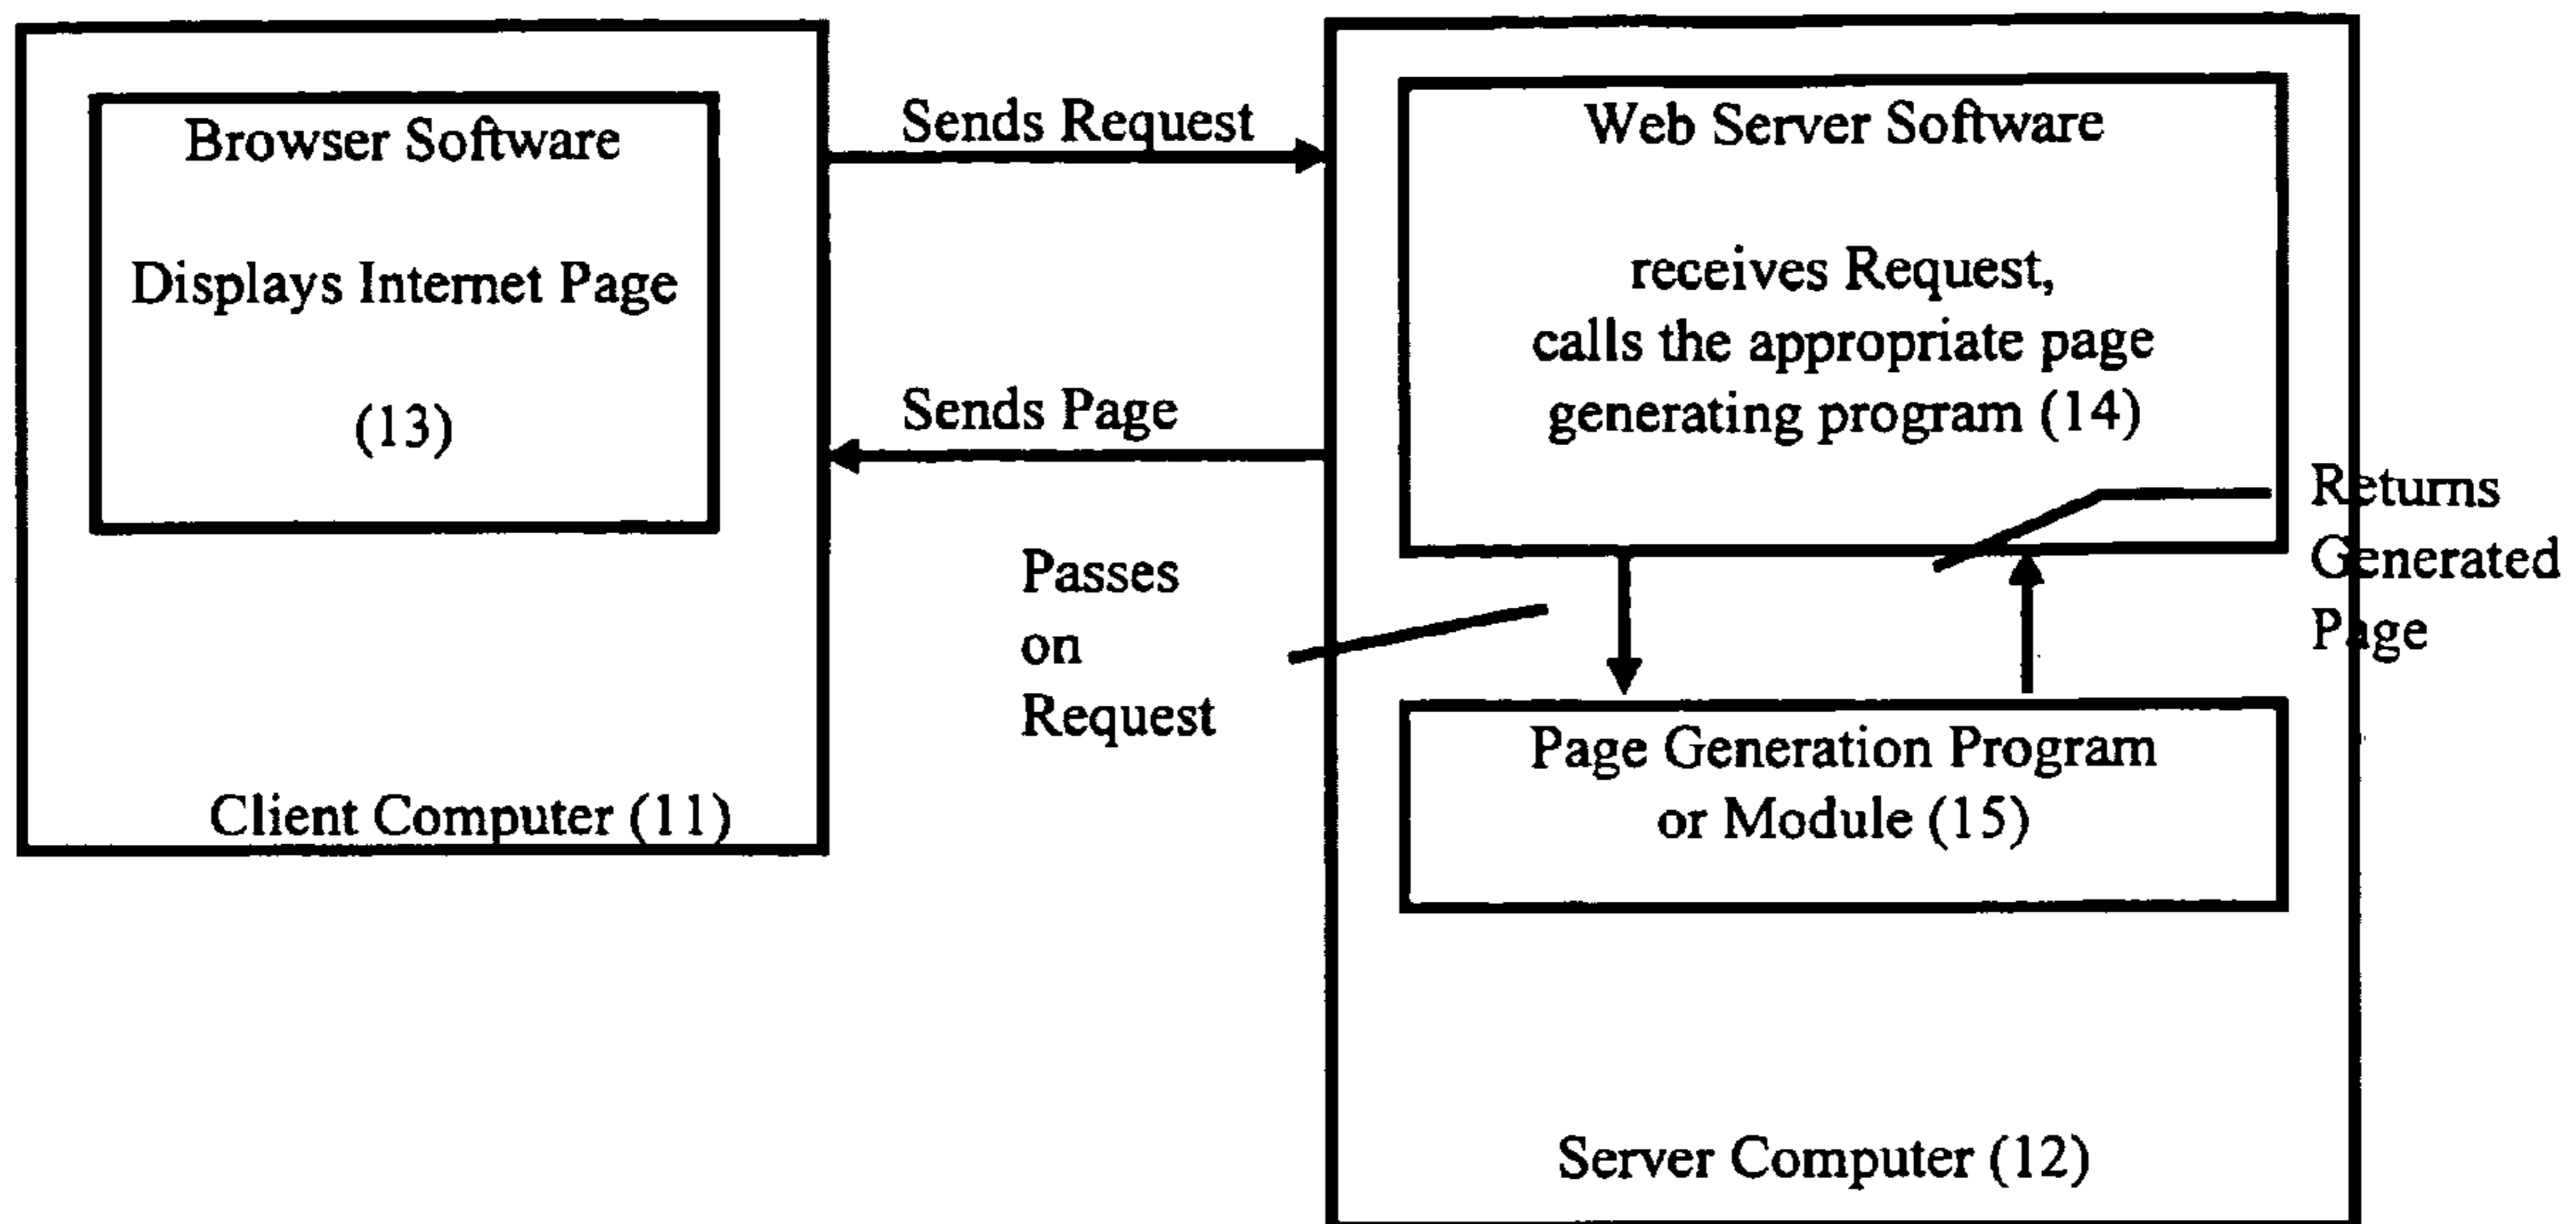 Browser Software
Displays Internet Page
(13)
Client Computer (11)
Sends Request
Sends Page
Passes
on
Request
Web Server Software
receives Request,
calls the appropriate page
generating program (14)
Returns
Generated
Page
Page Generation Program
or Module (15)
Server Computer (12)